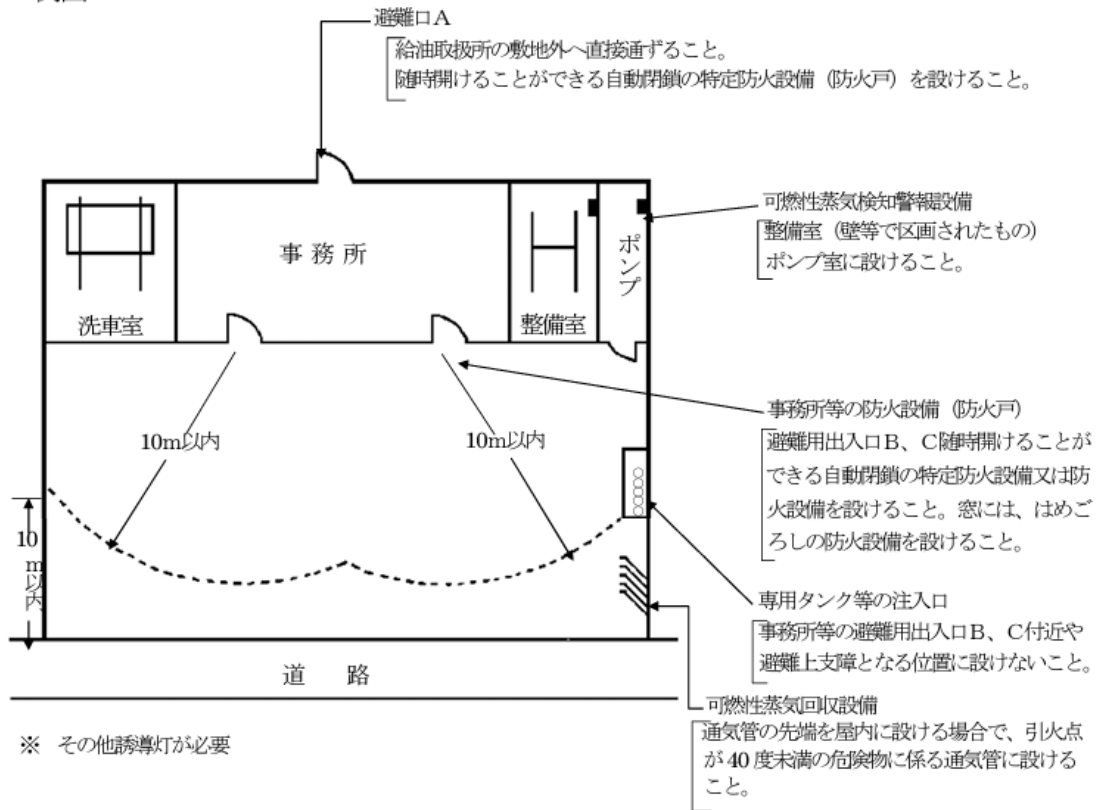 避難口Ａ
給油取扱所の敷地外へ直接通ずること。
随時開けることができる自動閉鎖の特定防火設備（防火戸）を設けること。
可燃性蒸気検知警報設備
整備室（壁等で区画されたもの）
ポンプ室に設けること。
事 務 所
ポンプ
洗車室
整備室
事務所等の防火設備（防火戸）
避難用出入口Ｂ、Ｃ随時開けることが
できる自動閉鎖の特定防火設備又は防
火設備を設けること。窓には、はめご
ろしの防火設備を設けること。
10m以内
10m以内
10m以内
専用タンク等の注入口
事務所等の避難用出入口Ｂ、Ｃ付近や
避難上支障となる位置に設けないこと。
道　路
可燃性蒸気回収設備
通気管の先端を屋内に設ける場合で、引火点
が 40 度未満の危険物に係る通気管に設ける
こと。
※　その他誘導灯が必要